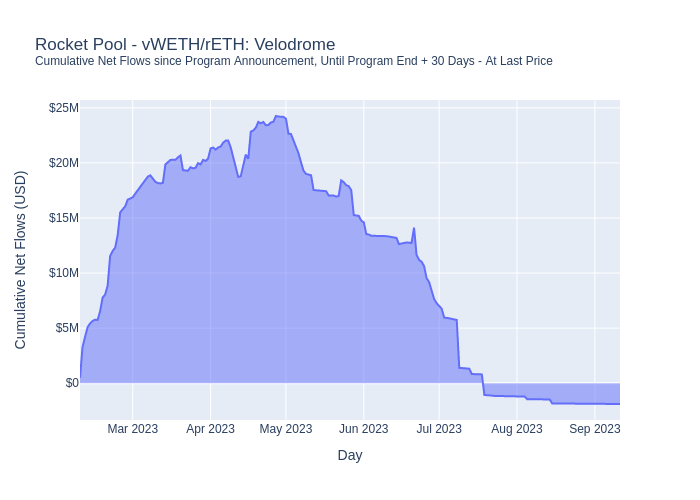 Rocket Pool - vWETH/rETH: Velodrome
Cumulative Net Flows since Program Announcement, Until Program End + 30 Days - At Last Price
Cumulative Net Flows (USD)
$25M
$20M
$15M
$10M
$5M
$0
Mar 2023
Apr 2023
May 2023
Jun 2023
Jul 2023
Aug 2023
Sep 2023
Day